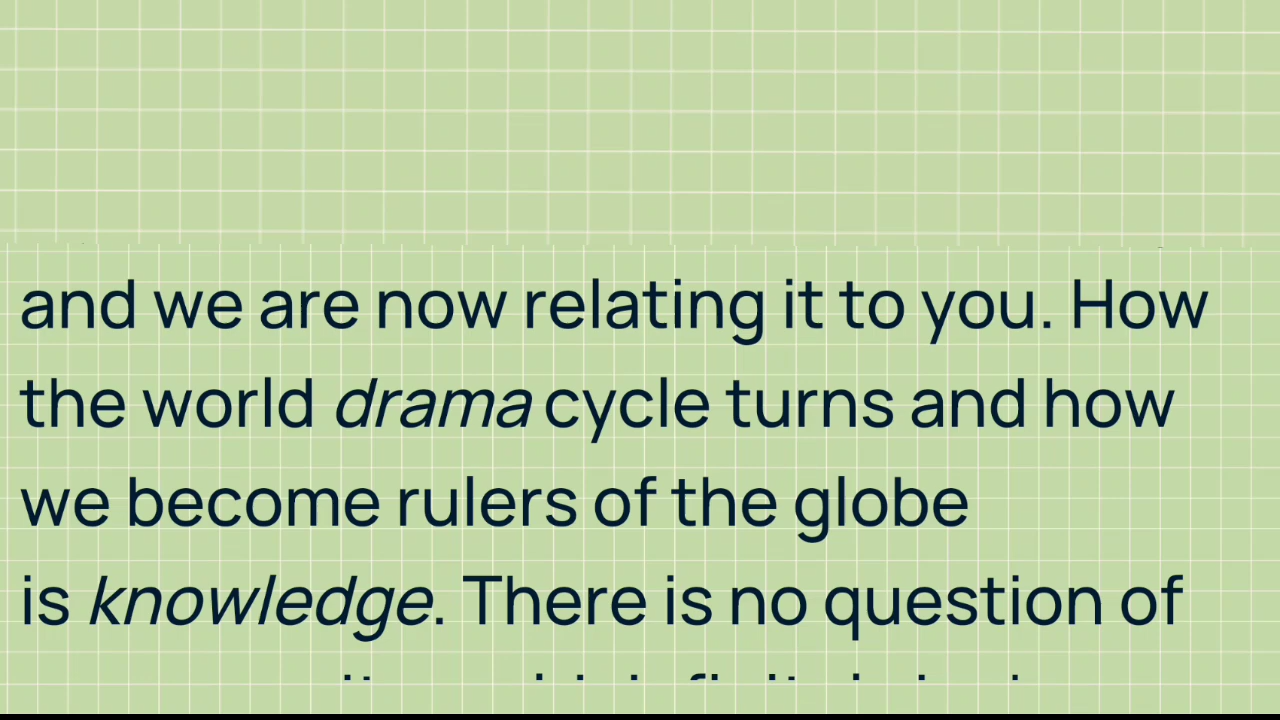 and we are now relating it to you. How
the world drama cycle turns and how
we become rulers of the globe
is knowledge. There is no question of